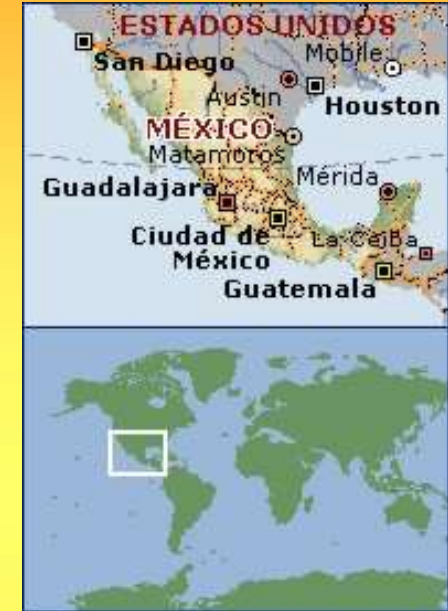 ESTADOS UNIDOS
Mobile
San Diego
Austin
Houston
MÉXICO
Matamoros
Mérida
Guadalajara
Ciudad de
México
La Ceiba
Guatemala